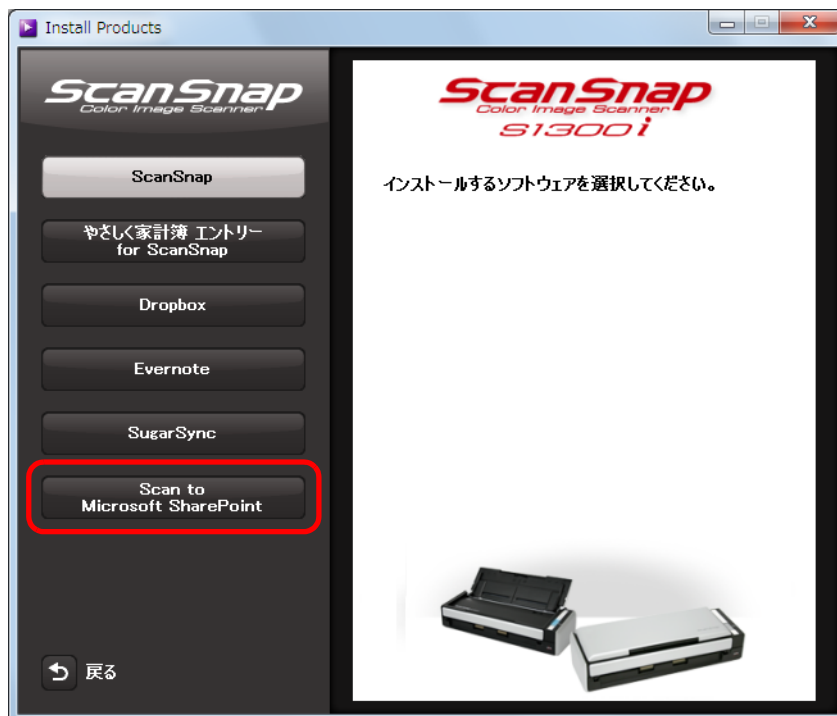 Install Products
ScanSnap
Color Image Scanner
ScanSnap
やさしく家計簿 エントリー
for ScanSnap
Dropbox
Evernote
SugarSync
Scan to
Microsoft SharePoint
戻る
ScanSnap
Color Image Scanner
S1300i
インストールするソフトウェアを選択してください。